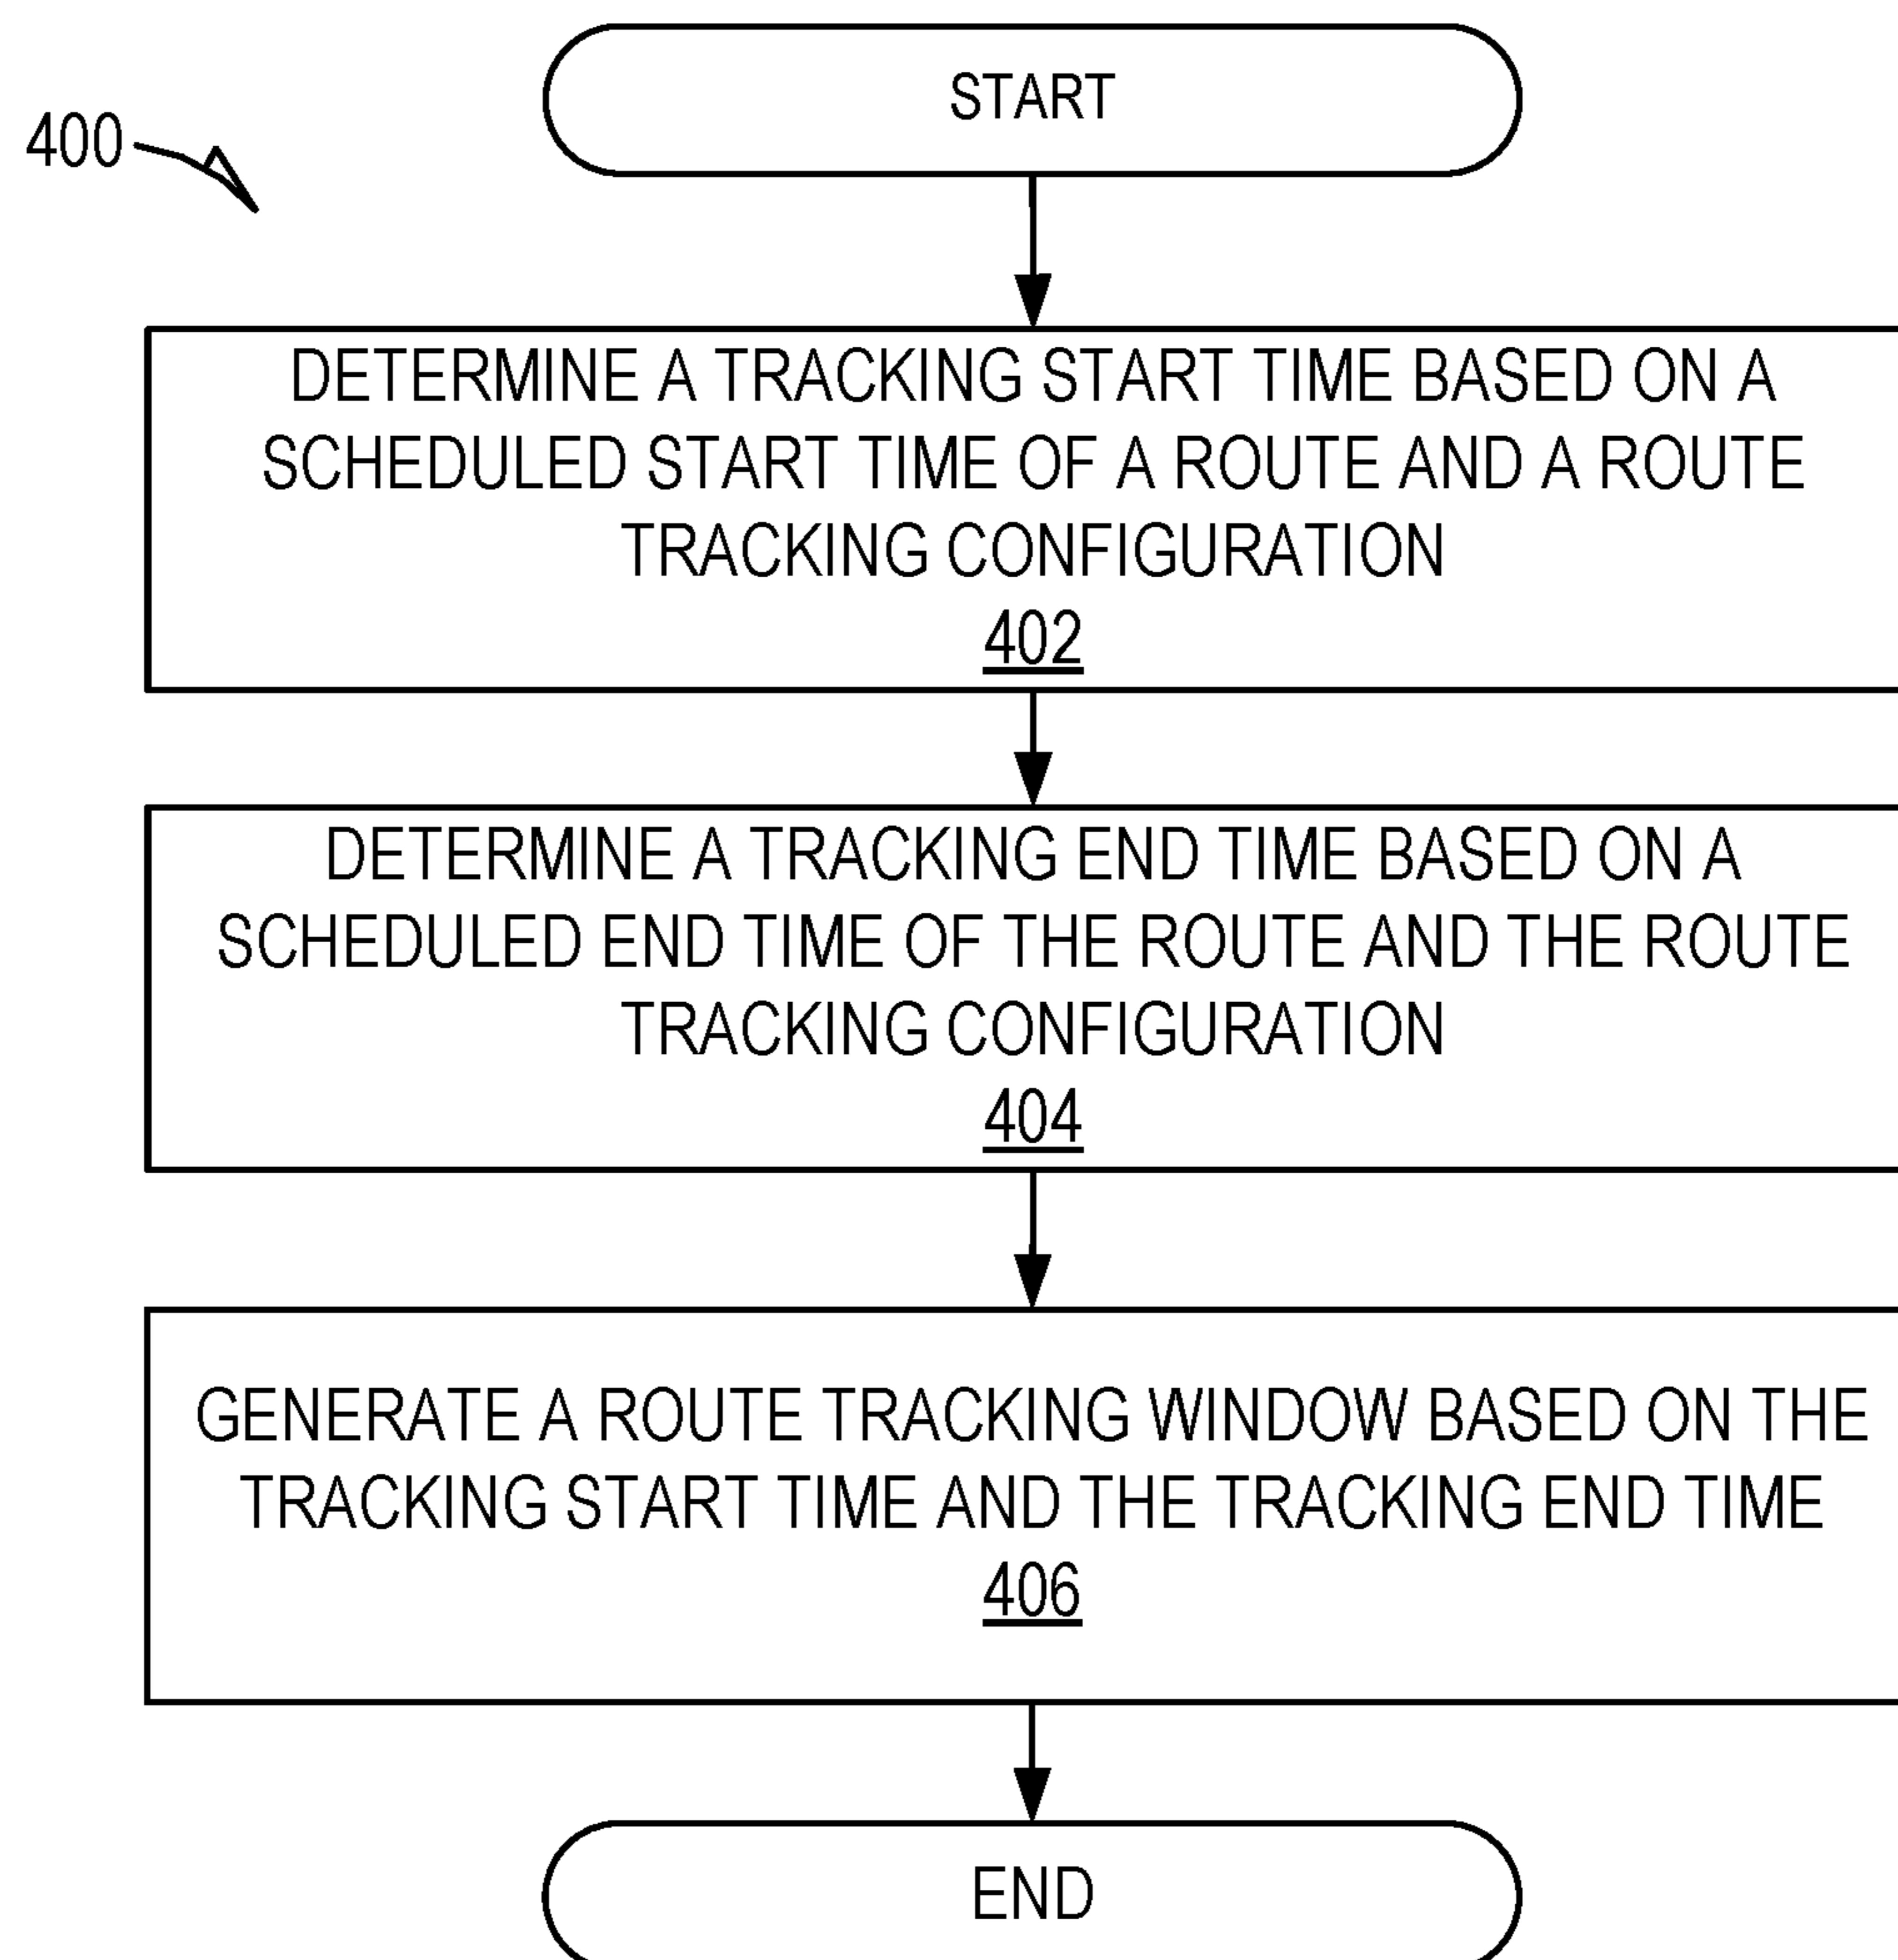 START
400
DETERMINE A TRACKING START TIME BASED ON A
SCHEDULED START TIME OF A ROUTE AND A ROUTE
TRACKING CONFIGURATION
402
DETERMINE A TRACKING END TIME BASED ON A
SCHEDULED END TIME OF THE ROUTE AND THE ROUTE
TRACKING CONFIGURATION
404
GENERATE A ROUTE TRACKING WINDOW BASED ON THE
TRACKING START TIME AND THE TRACKING END TIME
406
END